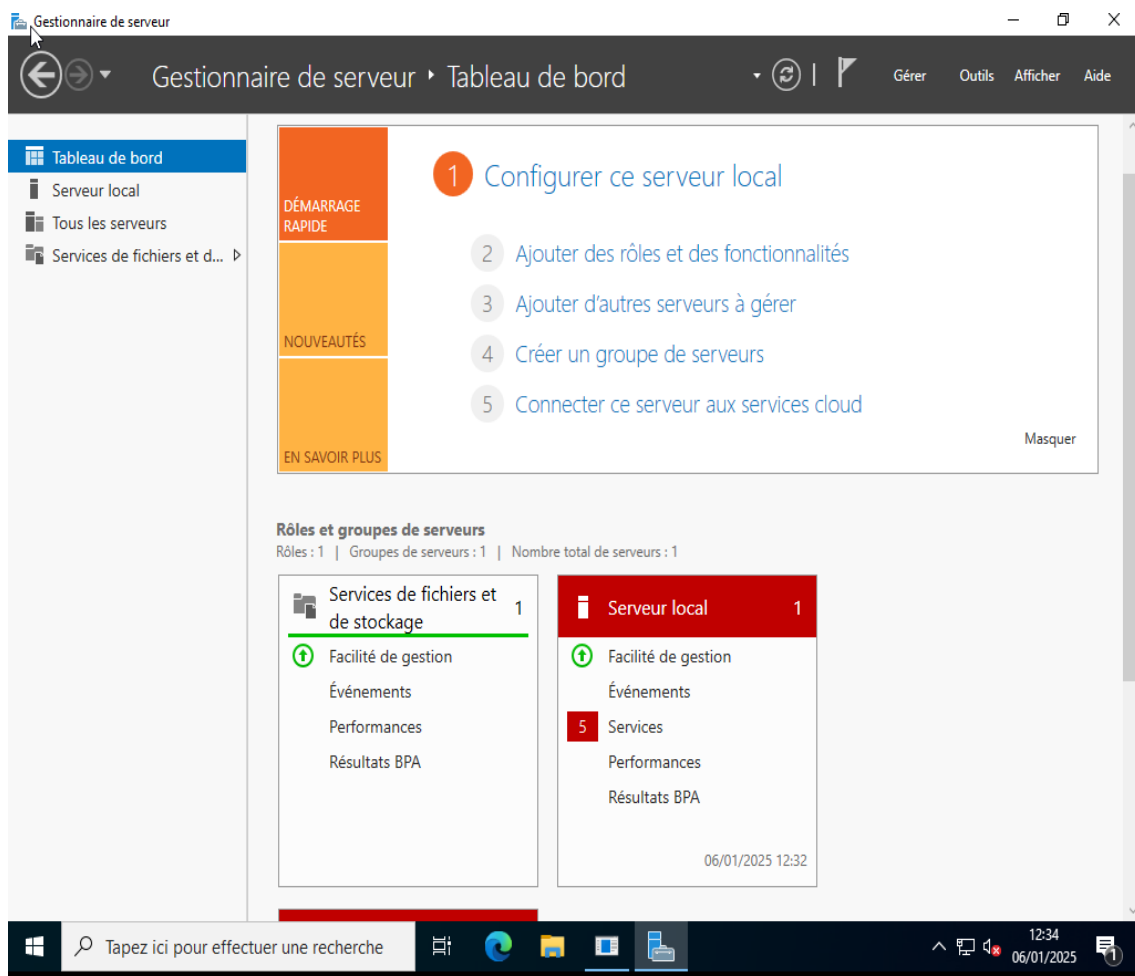 Gestionnaire de serveur
Gestionnaire de serveur • Tableau de bord
Gérer Outils Afficher Aide
Tableau de bord
Serveur local
Tous les serveurs
Services de fichiers et d...
DÉMARRAGE
RAPIDE
NOUVEAUTÉS
EN SAVOIR PLUS
1 Configurer ce serveur local
2 Ajouter des rôles et des fonctionnalités
3 Ajouter d’autres serveurs à gérer
4 Créer un groupe de serveurs
5 Connecter ce serveur aux services cloud
Masquer
Rôles et groupes de serveurs
Rôles : 1 | Groupes de serveurs : 1 | Nombre total de serveurs : 1
Services de fichiers et
de stockage
1
Facilité de gestion
Événements
Performances
Résultats BPA
Serveur local 1
Facilité de gestion
Événements
5 Services
Performances
Résultats BPA
06/01/2025 12:32
Tapez ici pour effectuer une recherche
12:34
06/01/2025
1